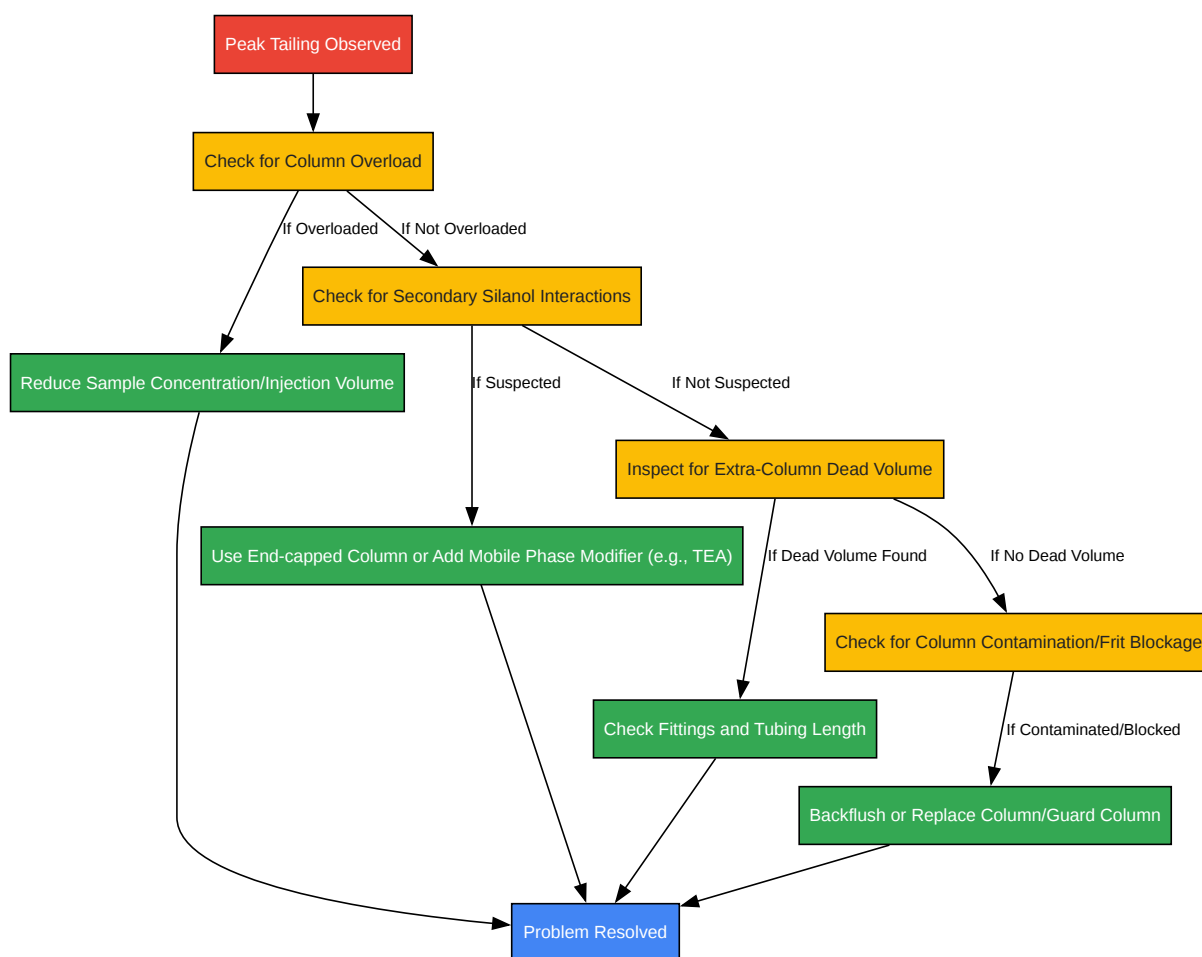 Peak Tailing Observed
Check for Column Overload
If Overloaded
If Not Overloaded
Check for Secondary Silanol Interactions
Reduce Sample Concentration/Injection Volume
If Suspected
If Not Suspected
Inspect for Extra-Column Dead Volume
Use End-capped Column or Add Mobile Phase Modifier (e.g., TEA)
If Dead Volume Found
If No Dead Volume
Check for Column Contamination/Frit Blockage
Check Fittings and Tubing Length
If Contaminated/Blocked
Backflush or Replace Column/Guard Column
Problem Resolved